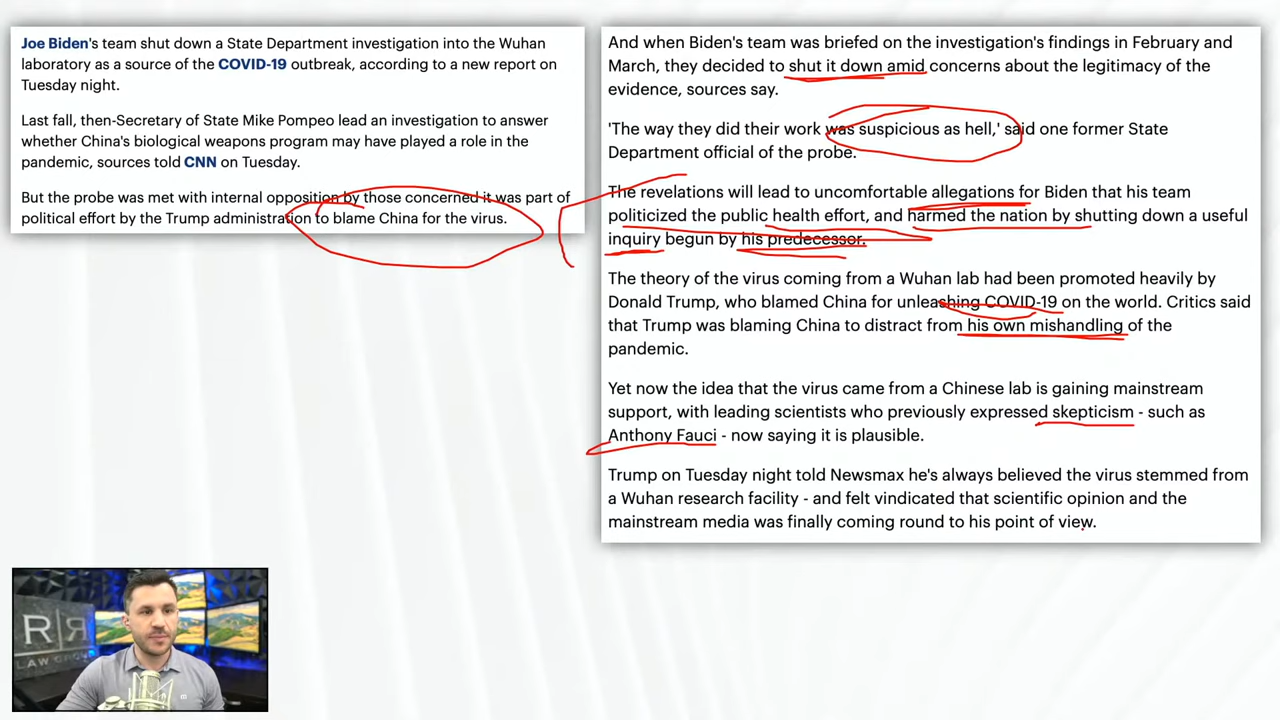 Joe Biden's team shut down a State Department investigation into the Wuhan
laboratory as a source of the COVID-19 outbreak, according to a new report on
Tuesday night.
Last fall, then-Secretary of State Mike Pompeo lead an investigation to answer
whether China's biological weapons program may have played a role in the
pandemic, sources told CNN on Tuesday.
But the probe was met with internal opposition by those concerned it was part of
political effort by the Trump administration to blame China for the virus.
And when Biden's team was briefed on the investigation's findings in February and
March, they decided to shut it down amid concerns about the legitimacy of the
evidence, sources say.
'The way they did their work was suspicious as hell,' said one former State
Department official of the probe.
The revelations will lead to uncomfortable allegations for Biden that his team
politicized the public health effort, and harmed the nation by shutting down a useful
inquiry begun by his predecessor.
The theory of the virus coming from a Wuhan lab had been promoted heavily by
Donald Trump, who blamed China for unleashing COVID-19 on the world. Critics said
that Trump was blaming China to distract from his own mishandling of the
pandemic.
Yet now the idea that the virus came from a Chinese lab is gaining mainstream
support, with leading scientists who previously expressed skepticism - such as
Anthony Fauci - now saying it is plausible.
Trump on Tuesday night told Newsmax he's always believed the virus stemmed from
a Wuhan research facility - and felt vindicated that scientific opinion and the
mainstream media was finally coming round to his point of view.
R|R
LAW GROUP